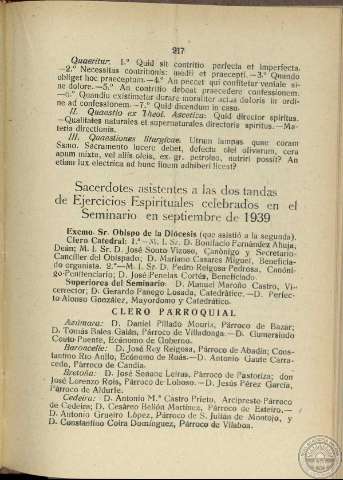 217
Quaesitur. 1.º Quid sit contritio perfecta et imperfecta.
—2.º Necessitas contritionis: medii et praecepti.—3.º Quando
obliget hoc praeceptum.—4.º An peccet qui confitetur veniale si-
ne dolore.—5.º An contritio debeat praecedere confessionem.
—6.º Quandiu existimetur durare moraliter actus doloris in ordi-
ne ad confessionem.—7.º Quid dicendum in casu.
II. Quaestio ex Theol. Ascetica: Quid director spiritus.
—Qualitates naturales et supernaturales directoris spiritus.—Ma-
teria directionis.
III. Quaestiones liturgicae. Utrum lampas quae coram
Ssmo. Sacramento lucere debet, defectu olei olivarum, cera
apum mixto, vel aliis oleis, ex gr. petroleo, nutriri possit? An
etiam lux electrica ad hunc finem adhiberi liceat?
Sacerdotes asistentes a las dos tandas
de Ejercicios Espirituales celebrados en el
Seminario en septiembre de 1939
Excmo. Sr. Obispo de la Diócesis (que asistió a la segunda).
Clero Catedral: 1.ª—M. I. Sr. D. Bonifacio Fernández Ahuja,
Deán; M. I. Sr. D. José Souto Vizoso, Canónigo y Secretario-
Canciller del Obispado; D. Mariano Casares Miguel, Beneficia-
do organista. 2.ª—M. I. Sr. D. Pedro Reigosa Pedrosa, Canóni-
go-Penitenciario; D. José Penelas Cortés, Beneficiado.
Superiores del Seminario: D. Manuel Maroño Castro, Vi-
cerrector; D. Gerardo Panego Losada, Catedrático.—D. Perfec-
to Alonso González, Mayordomo y Catedrático.
CLERO PARROQUIAL
Azúmara: D. Daniel Pillado Mouriz, Párroco de Bazar;
D. Tomás Bales Galán, Párroco de Villadonga.—D. Gumersindo
Couto Puente, Ecónomo de Goberno.
Baroncelle: D. José Rey Reigosa, Párroco de Abadín; Cons-
tantino Río Anllo, Ecónomo de Ruás.—D. Antonio Gaute Carra-
cedo, Párroco de Candia.
Bretoña: D. José Seoane Leiras, Párroco de Pastoriza; don
José Lorenzo Rois, Párroco de Loboso.—D. Jesús Pérez García,
Párroco de Aldurfe.
Cedeira: D. Antonio M.ª Castro Prieto, Arcipreste Párroco
de Cedeira; D. Cesáreo Bellón Martínez, Párroco de Esteiro.—
D. Antonio Grueiro López, Párroco de S. Julián de Montojo, y
D. Constantino Coira Domínguez, Párroco de Vilaboa.